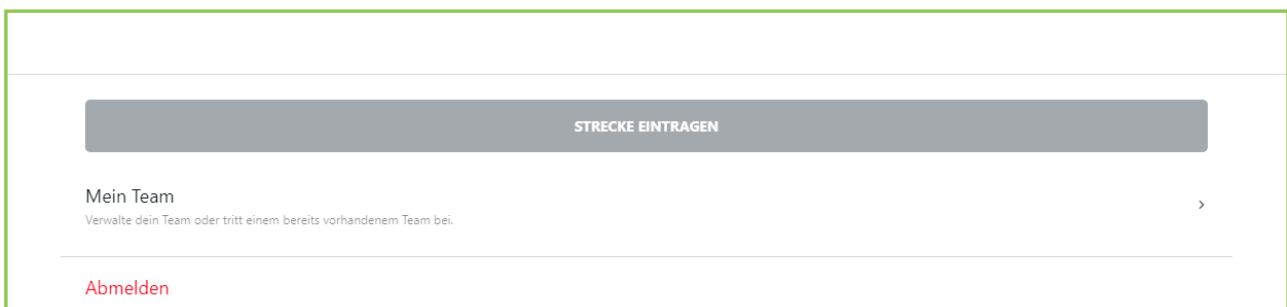 STRECKE EINTRAGEN
Mein Team
Verwalte dein Team oder tritt einem bereits vorhandenem Team bei.
Abmelden